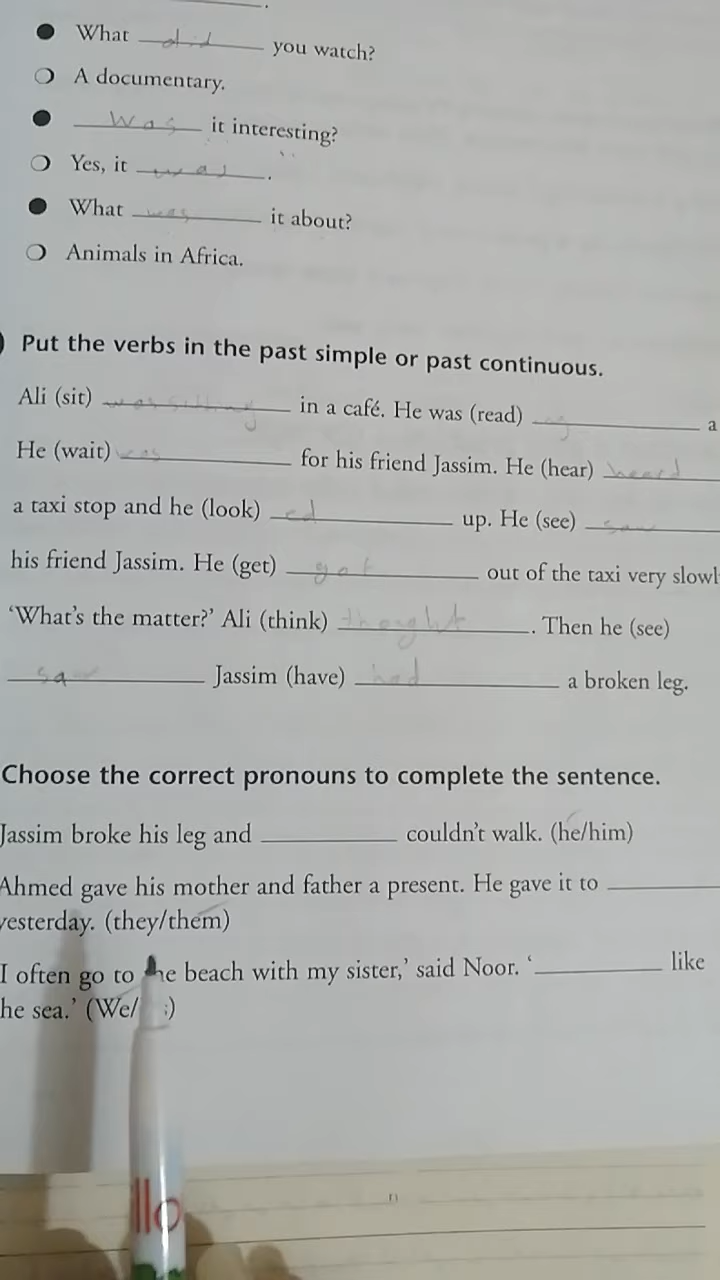 What did you watch?
A documentary.
was it interesting?
Yes, it was.
What was it about?
Animals in Africa.
Put the verbs in the past simple or past continuous.
Ali (sit) was sitting in a café. He was (read) ng a
He (wait) was for his friend Jassim. He (hear) heard
a taxi stop and he (look) ed up. He (see) saw
his friend Jassim. He (get) got out of the taxi very slowl
'What's the matter?' Ali (think) thought. Then he (see)
saw Jassim (have) had a broken leg.
Choose the correct pronouns to complete the sentence.
Jassim broke his leg and ________ couldn't walk. (he/him)
Ahmed gave his mother and father a present. He gave it to ________
yesterday. (they/them)
I often go to he beach with my sister,' said Noor. '________ like
he sea.' (We/ )
llo